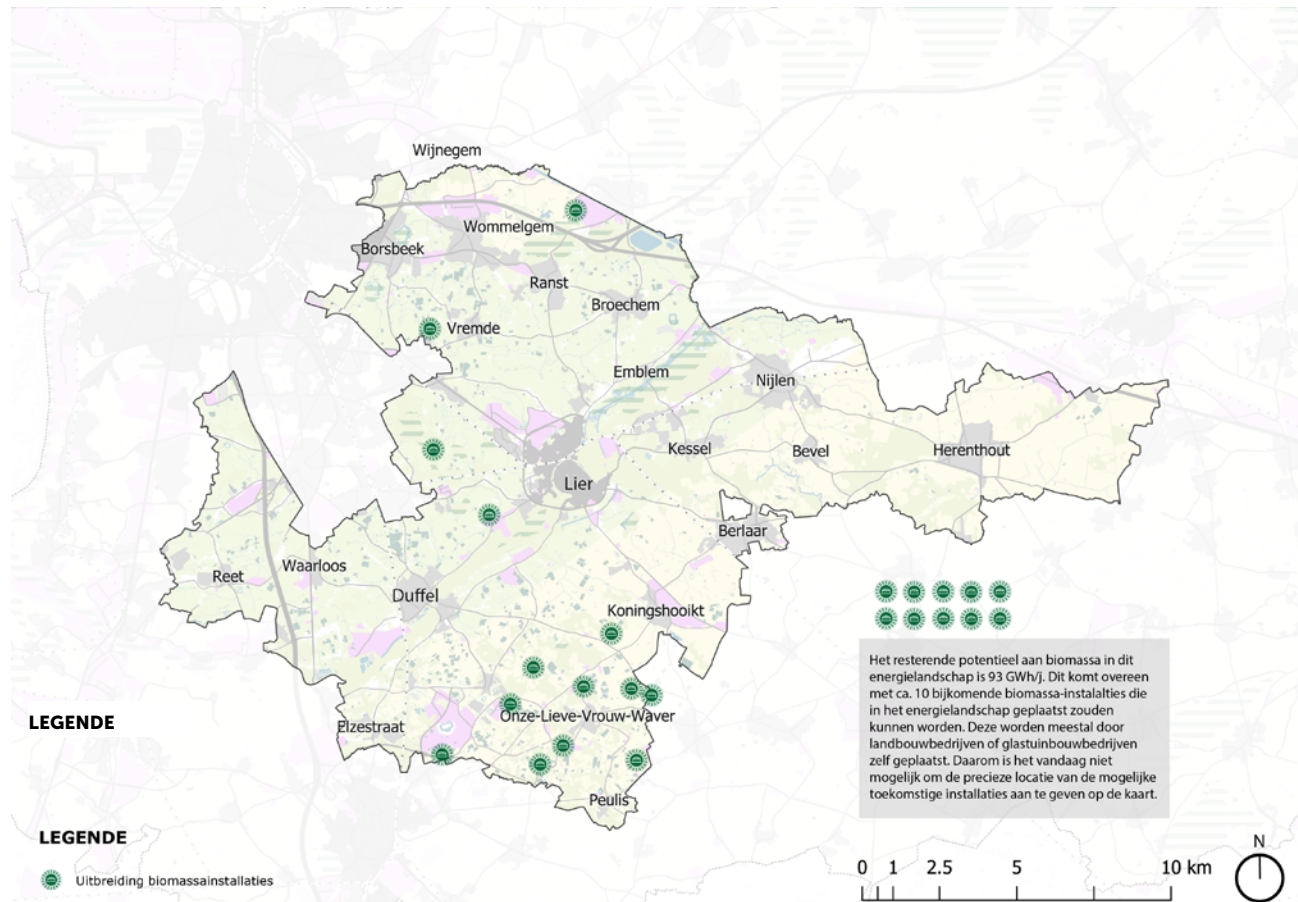 Wijnegem
Wommelgem
Borsbeek
Ranst
Broechem
Vremde
Emblem
Nijlen
Kessel
Bevel
Herenthout
Lier
Berlaar
Reet
Waarloos
Duffel
Koningshooikt
Onze-Lieve-Vrouw-Waver
Elzestraat
Peulis
Het resterende potentieel aan biomassa in dit
energielandschap is 93 GWh/j. Dit komt overeen
met ca. 10 bijkomende biomassa-instalalties die
in het energielandschap geplaatst zouden
kunnen worden. Deze worden meestal door
landbouwbedrijven of glastuinbouwbedrijven
zelf geplaatst. Daarom is het vandaag niet
mogelijk om de precieze locatie van de mogelijke
toekomstige installaties aan te geven op de kaart.
LEGENDE
LEGENDE
Uitbreiding biomassainstallaties
0 1 2.5 5 10 km
N